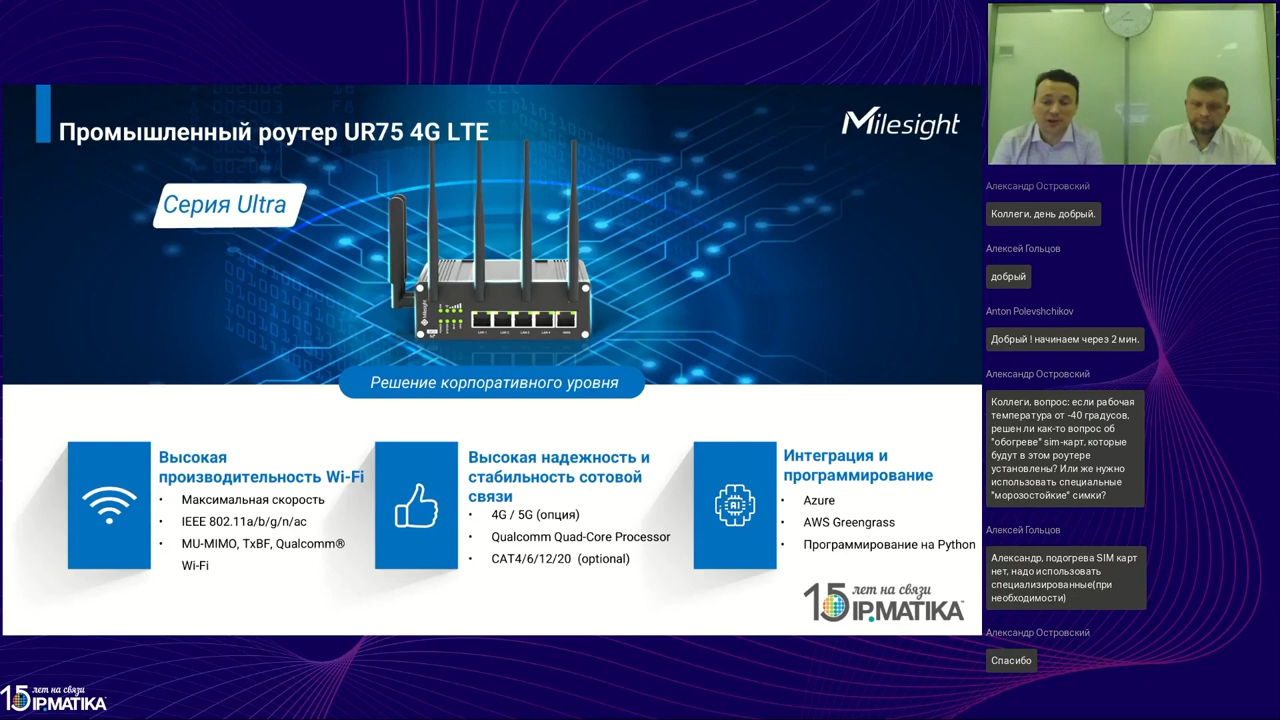 Промышленный роутер UR75 4G LTE
Milesight
Серия Ultra
Milesight
Решение корпоративного уровня
Высокая
производительность Wi-Fi
• Максимальная скорость
• IEEE 802.11a/b/g/n/ac
• MU-MIMO, TxBF, Qualcomm®
Wi-Fi
Высокая надежность и
стабильность сотовой
связи
• 4G / 5G (опция)
• Qualcomm Quad-Core Processor
• CAT4/6/12/20 (optional)
Интеграция и
программирование
AI
• Azure
• AWS Greengrass
• Программирование на Python
15 лет на связи
IPMATIKA
15 лет на связи
IPMATIKA
Александр Островский
Коллеги, день добрый.
Алексей Гольцов
добрый
Anton Polevshchikov
Добрый ! начинаем через 2 мин.
Александр Островский
Коллеги, вопрос: если рабочая
температура от -40 градусов,
решен ли как-то вопрос об
"обогреве" sim-карт, которые
будут в этом роутере
установлены? Или же нужно
использовать специальные
"морозостойкие" симки?
Алексей Гольцов
Александр, подогрева SIM карт
нет, надо использовать
специализированные(при
необходимости)
Александр Островский
Спасибо